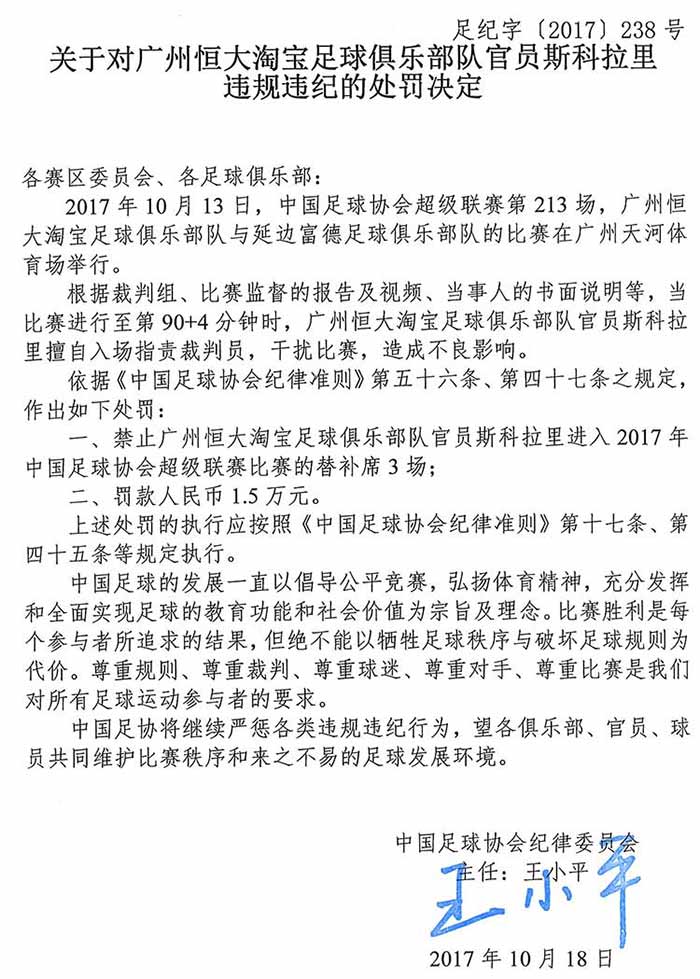 足纪字〔2017〕238 号
关于对广州恒大淘宝足球俱乐部队官员斯科拉里
违规违纪的处罚决定
各赛区委员会、各足球俱乐部：
2017 年 10 月 13 日，中国足球协会超级联赛第 213 场，广州恒
大淘宝足球俱乐部队与延边富德足球俱乐部队的比赛在广州天河体
育场举行。
根据裁判组、比赛监督的报告及视频、当事人的书面说明等，当
比赛进行至第 90+4 分钟时，广州恒大淘宝足球俱乐部队官员斯科拉
里擅自入场指责裁判员，干扰比赛，造成不良影响。
依据《中国足球协会纪律准则》第五十六条、第四十七条之规定，
作出如下处罚：
一、禁止广州恒大淘宝足球俱乐部队官员斯科拉里进入 2017 年
中国足球协会超级联赛比赛的替补席 3 场；
二、罚款人民币 1.5 万元。
上述处罚的执行应按照《中国足球协会纪律准则》第十七条、第
四十五条等规定执行。
中国足球的发展一直以倡导公平竞赛，弘扬体育精神，充分发挥
和全面实现足球的教育功能和社会价值为宗旨及理念。比赛胜利是每
个参与者所追求的结果，但绝不能以牺牲足球秩序与破坏足球规则为
代价。尊重规则、尊重裁判、尊重球迷、尊重对手、尊重比赛是我们
对所有足球运动参与者的要求。
中国足协将继续严惩各类违规违纪行为，望各俱乐部、官员、球
员共同维护比赛秩序和来之不易的足球发展环境。
中国足球协会纪律委员会
主任：王小平
王小平
2017 年 10 月 18 日